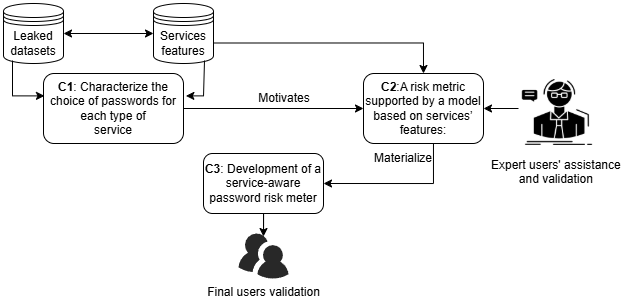 Leaked
datasets
Services
features
C1: Characterize the
choice of passwords for
each type of
service
Motivates
C2:A risk metric
supported by a model
based on services'
features:
Expert users' assistance
and validation
Materialize
C3: Development of a
service-aware
password risk meter
Final users validation